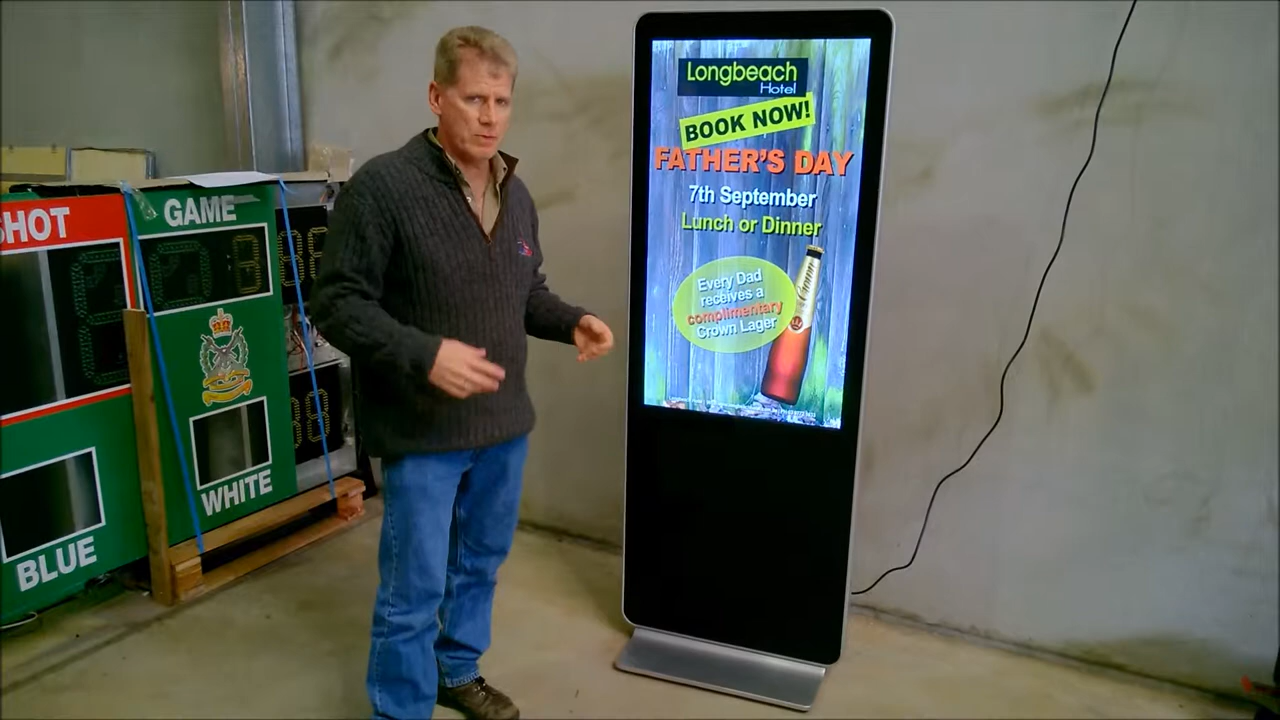 SHOT
BLUE
GAME
WHITE
Longbeach
Hotel
BOOK NOW!
FATHER'S DAY
7th September
Lunch or Dinner
Every Dad
receives a
complimentary
Crown Lager
Crown